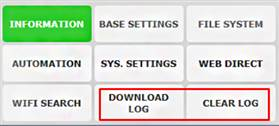 INFORMATION
BASE SETTINGS
FILE SYSTEM
AUTOMATION
SYS. SETTINGS
WEB DIRECT
WIFI SEARCH
DOWNLOAD
LOG
CLEAR LOG